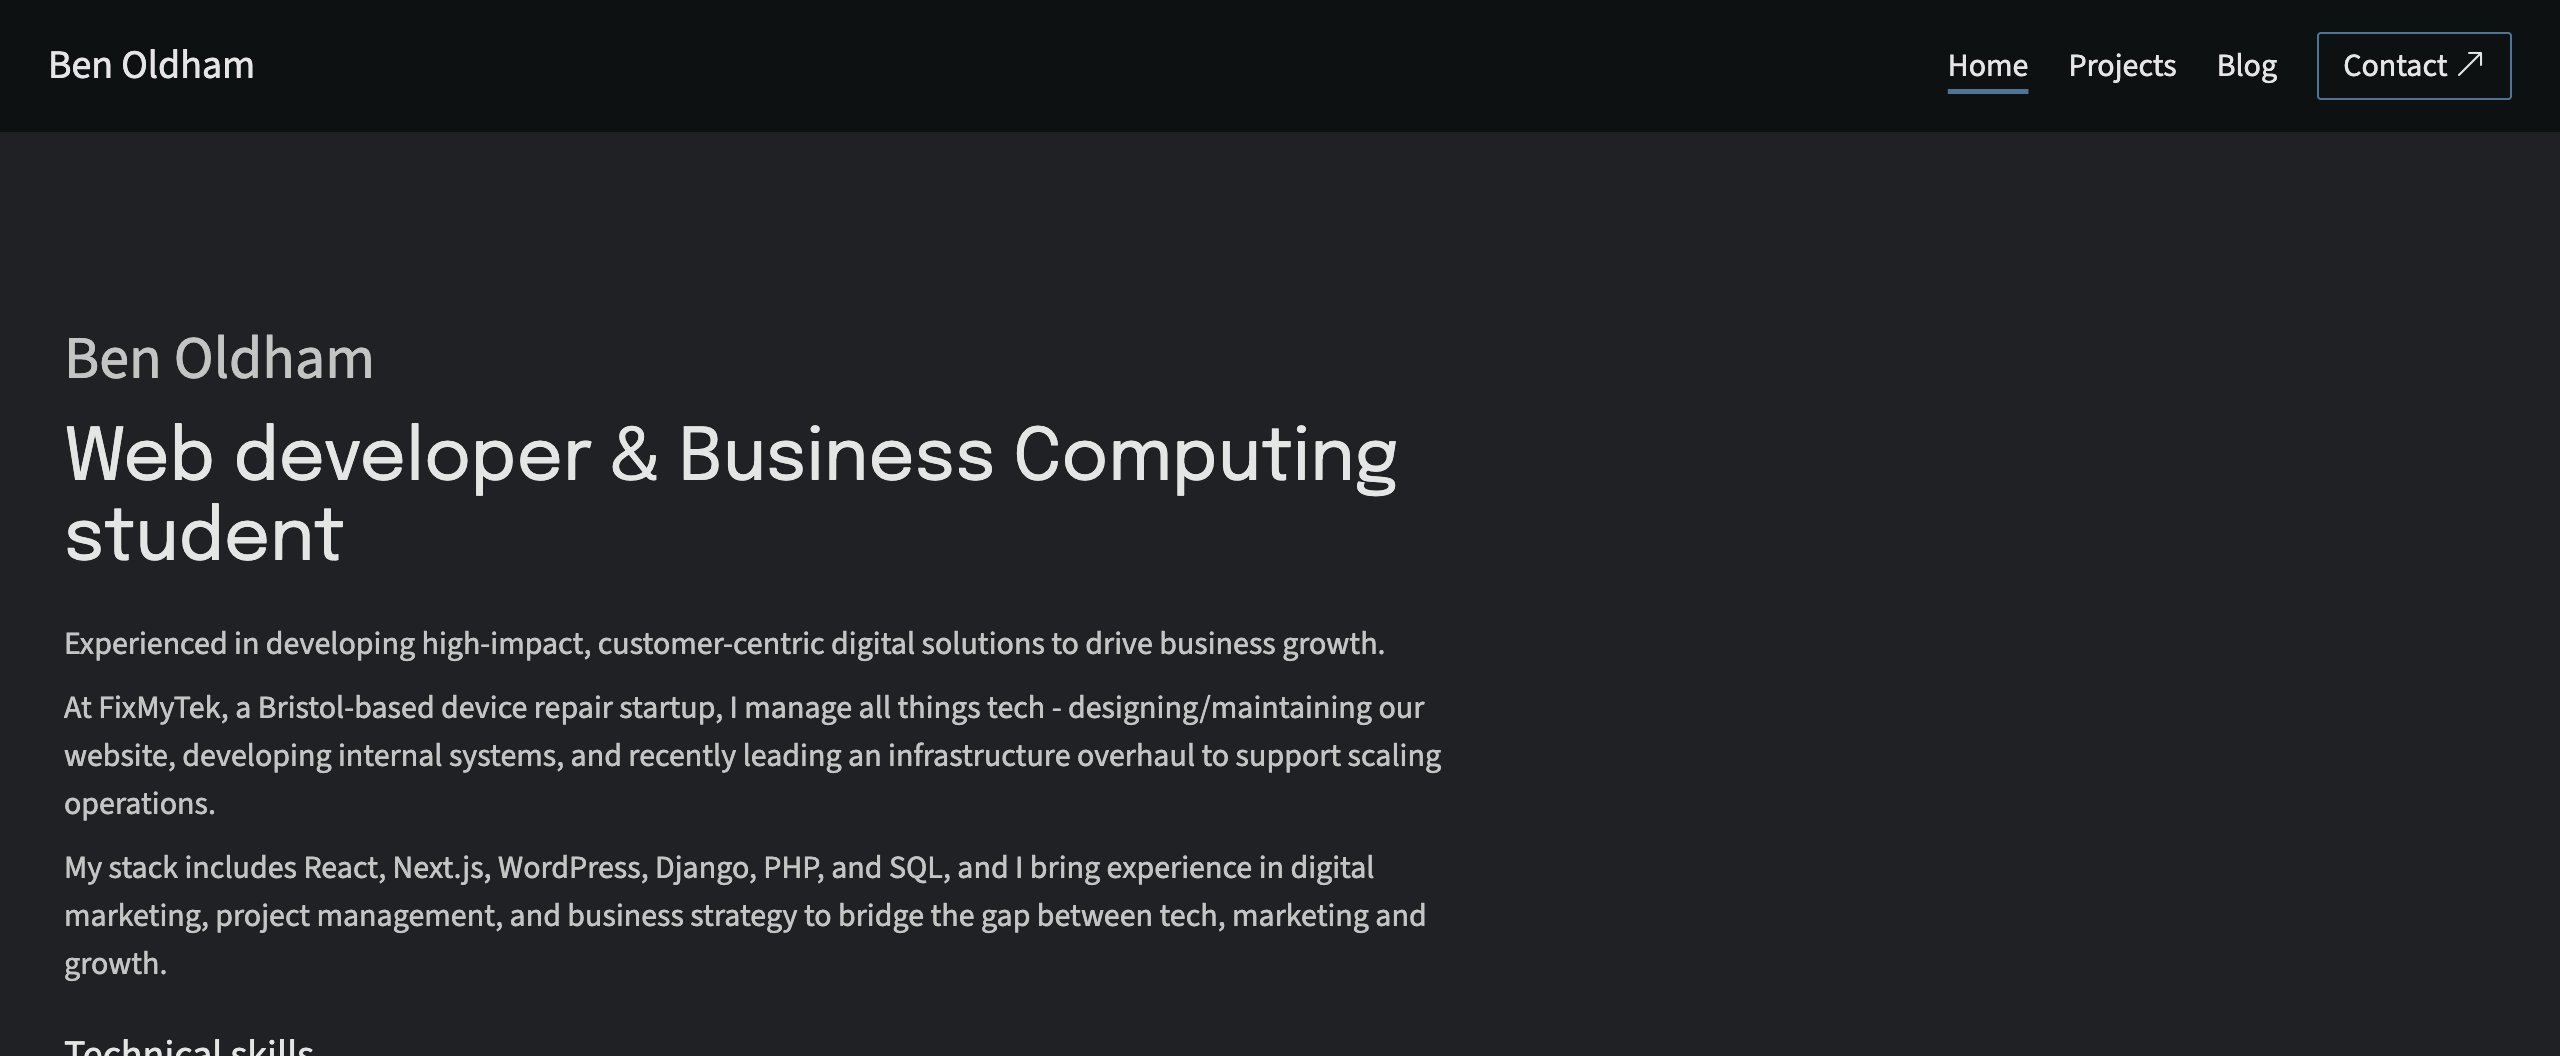 Ben Oldham
Home Projects Blog Contact
Ben Oldham
Web developer & Business Computing
student
Experienced in developing high-impact, customer-centric digital solutions to drive business growth.
At FixMyTek, a Bristol-based device repair startup, I manage all things tech - designing/maintaining our
website, developing internal systems, and recently leading an infrastructure overhaul to support scaling
operations.
My stack includes React, Next.js, WordPress, Django, PHP, and SQL, and I bring experience in digital
marketing, project management, and business strategy to bridge the gap between tech, marketing and
growth.
Technical skills